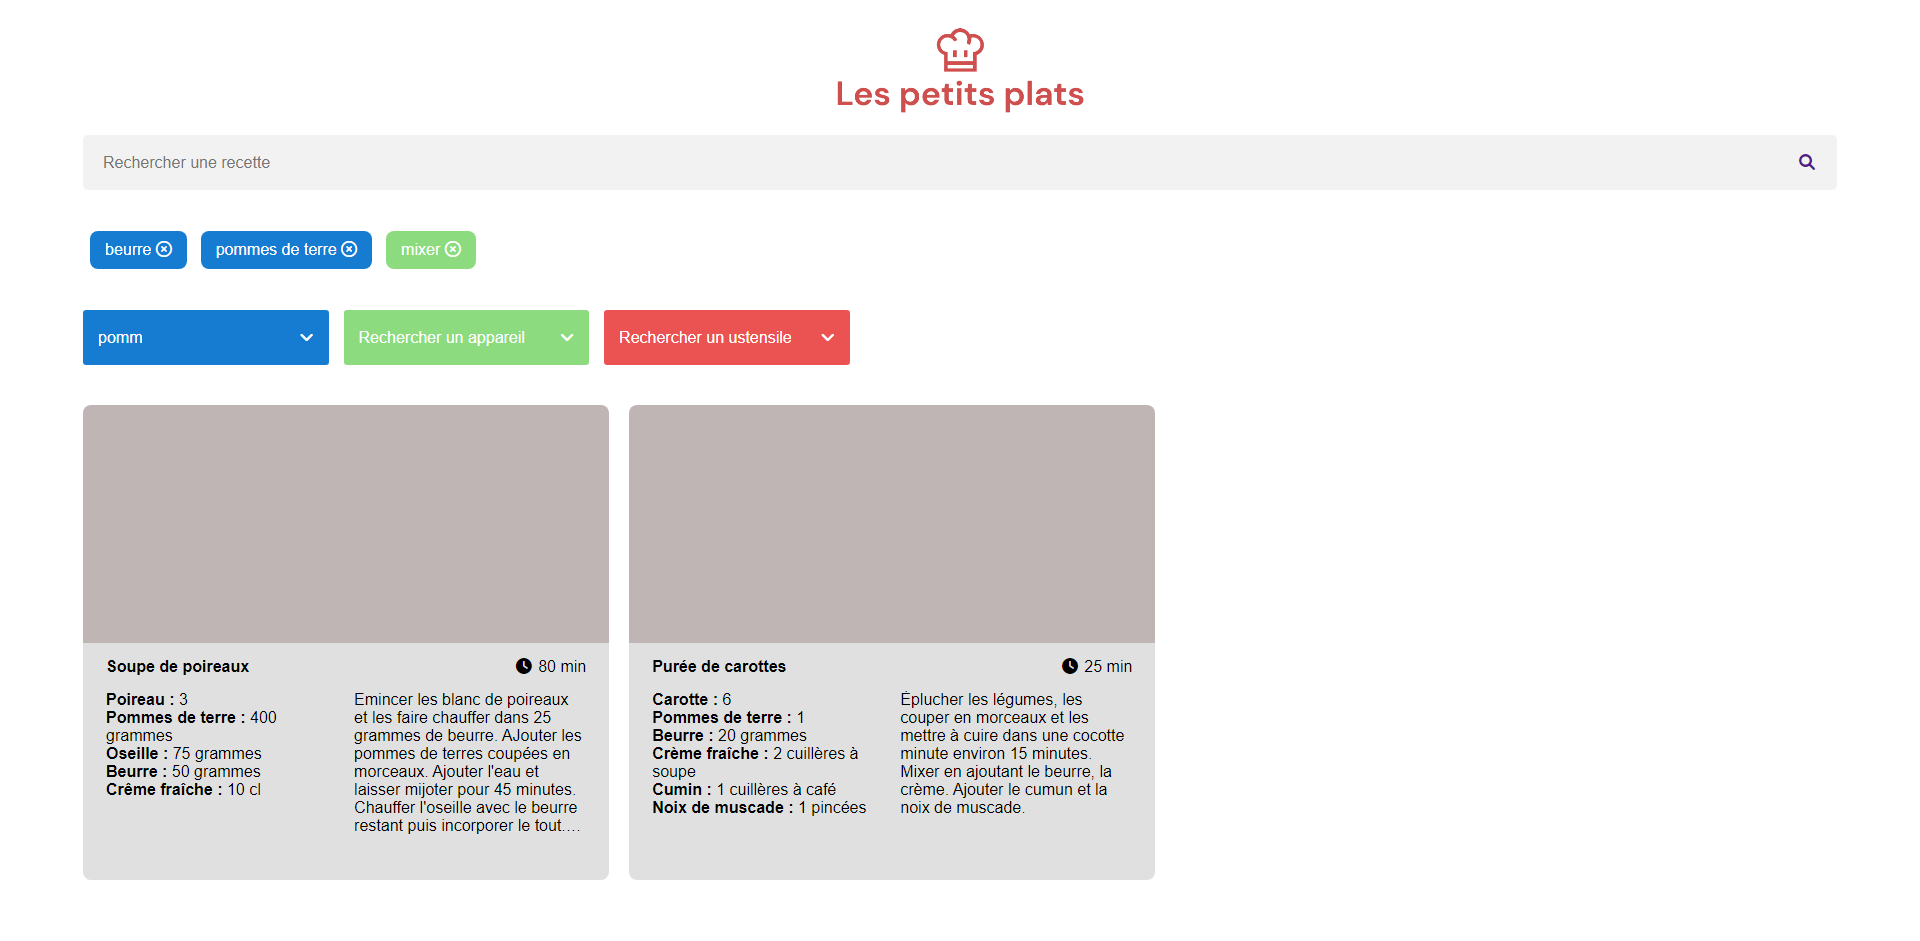 Les petits plats
Rechercher une recette
beurre
pommes de terre
mixer
pomm
Rechercher un appareil
Rechercher un ustensile
Soupe de poireaux
80 min
Poireau : 3
Pommes de terre : 400
grammes
Oseille : 75 grammes
Beurre : 50 grammes
Crême fraîche : 10 cl
Emincer les blanc de poireaux
et les faire chauffer dans 25
grammes de beurre. AJouter les
pommes de terres coupées en
morceaux. Ajouter l'eau et
laisser mijoter pour 45 minutes.
Chauffer l'oseille avec le beurre
restant puis incorporer le tout....
Purée de carottes
25 min
Carotte : 6
Pommes de terre : 1
Beurre : 20 grammes
Crème fraîche : 2 cuillères à
soupe
Cumin : 1 cuillères à café
Noix de muscade : 1 pincées
Éplucher les légumes, les
couper en morceaux et les
mettre à cuire dans une cocotte
minute environ 15 minutes.
Mixer en ajoutant le beurre, la
crème. Ajouter le cumun et la
noix de muscade.